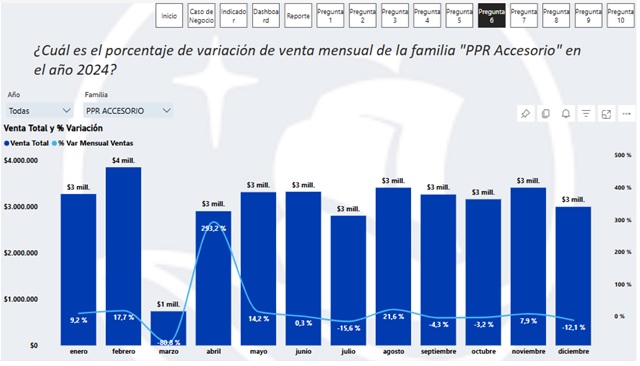 Inicio
Caso de
Negocio
Indicado
r
Dashboa
rd
Reporte
Pregunta
1
Pregunta
2
Pregunta
3
Pregunta
4
Pregunta
5
Pregunta
6
Pregunta
7
Pregunta
8
Pregunta
9
Pregunta
10
¿Cuál es el porcentaje de variación de venta mensual de la familia "PPR Accesorio" en
el año 2024?
Año
Familia
Todas
PPR ACCESORIO
Venta Total y % Variación
Venta Total
% Var Mensual Ventas
$4.000.000
$3.000.000
$2.000.000
$1.000.000
$0
500 %
400 %
300 %
200 %
100 %
0 %
$3 mill.
$4 mill.
$1 mill.
$3 mill.
$3 mill.
$3 mill.
$3 mill.
$3 mill.
$3 mill.
$3 mill.
$3 mill.
$3 mill.
9,2 %
17,7 %
-80,8 %
293,2 %
14,2 %
0,3 %
-15,6 %
21,6 %
-4,3 %
-3,2 %
7,9 %
-12,1 %
enero
febrero
marzo
abril
mayo
junio
julio
agosto
septiembre
octubre
noviembre
diciembre